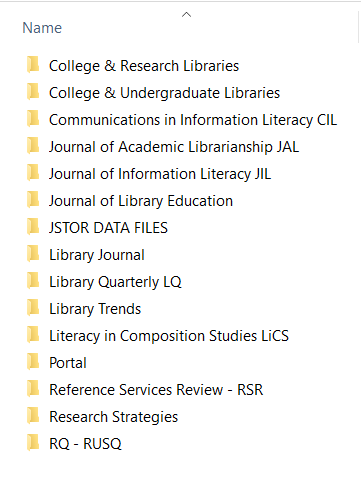 Name
College & Research Libraries
College & Undergraduate Libraries
Communications in Information Literacy CIL
Journal of Academic Librarianship JAL
Journal of Information Literacy JIL
Journal of Library Education
JSTOR DATA FILES
Library Journal
Library Quarterly LQ
Library Trends
Literacy in Composition Studies LiCS
Portal
Reference Services Review - RSR
Research Strategies
RQ - RUSQ